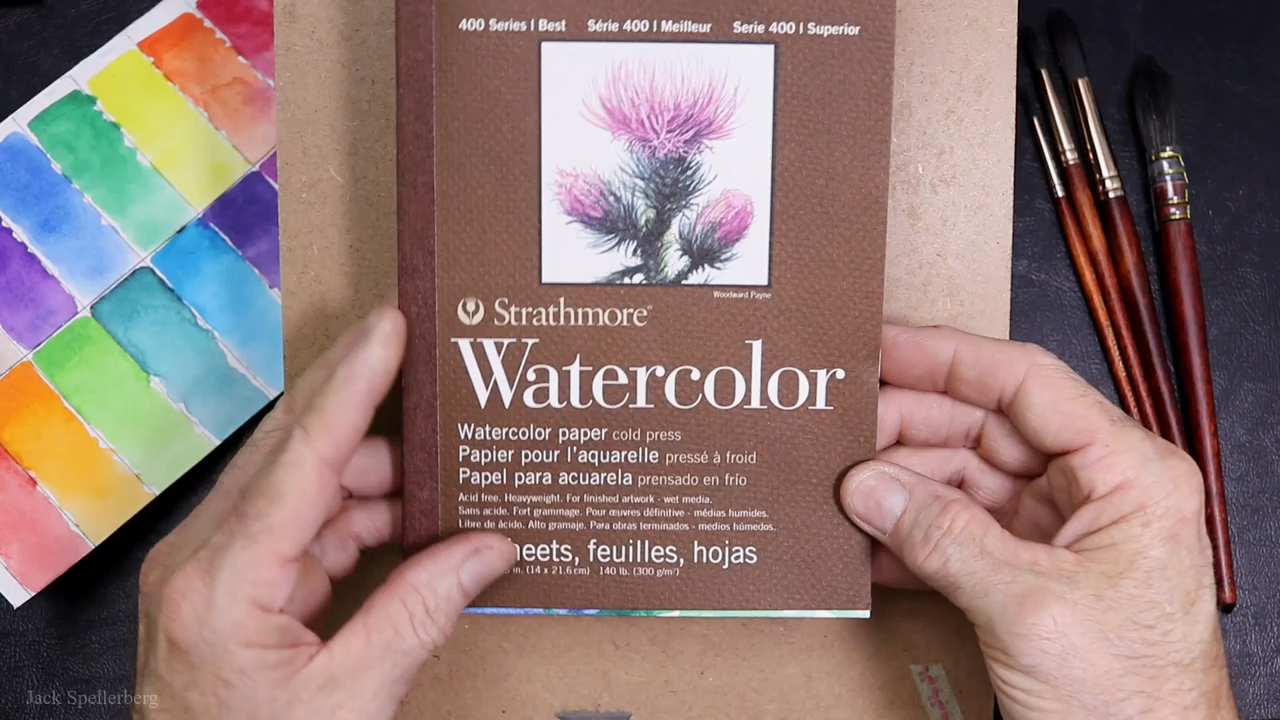 400 Series | Best Série 400 | Meilleur Serie 400 | Superior
Woodward Payne
Strathmore
Watercolor
Watercolor paper cold press
Papier pour l'aquarelle pressé à froid
Papel para acuarela prensado en frío
Acid free. Heavyweight. For finished artwork - wet media.
Sans acide. Fort grammage. Pour œuvres définitive - médias humides.
Libre de ácido. Alto gramaje. Para obras terminados - medios húmedos.
feuilles, hojas
in. (14 x 21.6 cm) 140 lb. (300 g/m²)
Jack Spellerberg